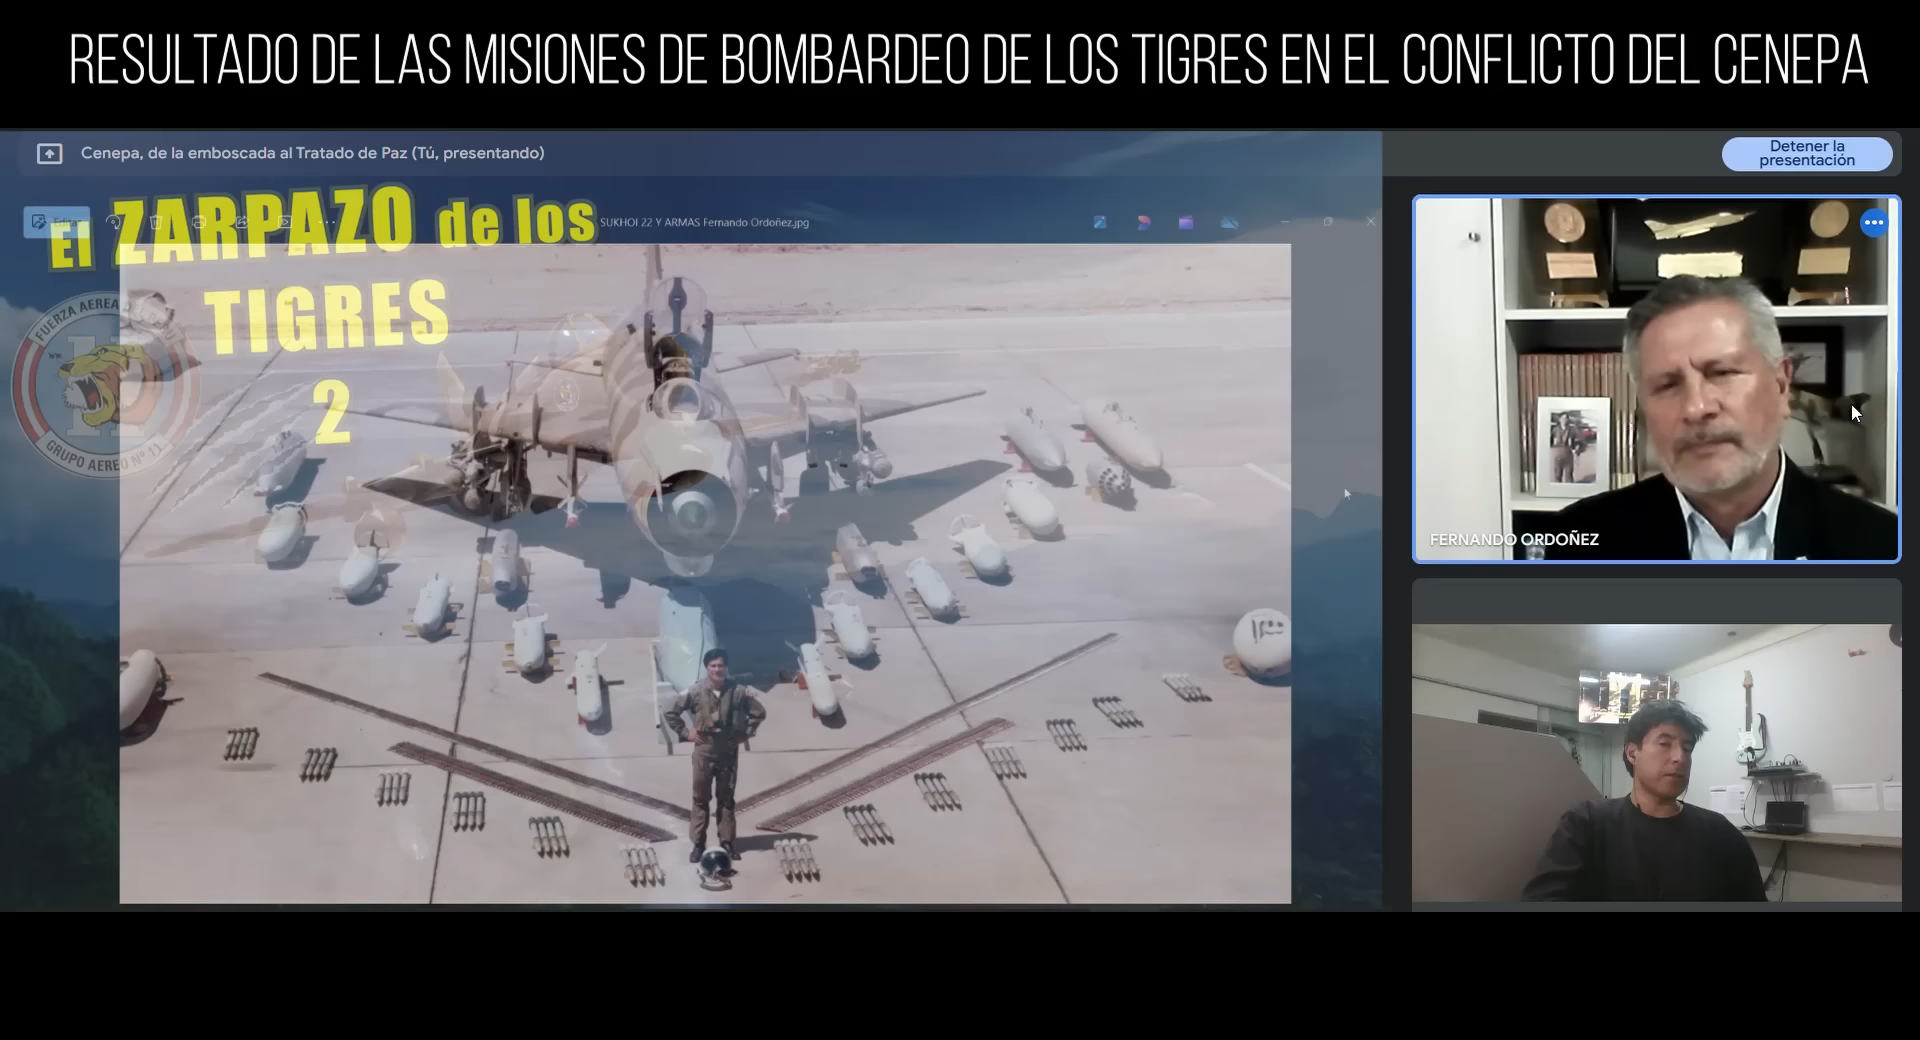 RESULTADO DE LAS MISIONES DE BOMBARDEO DE LOS TIGRES EN EL CONFLICTO DEL CENEPA
Cenepa, de la emboscada al Tratado de Paz (Tú, presentando)
Detener la
presentación
El ZARPAZO de los
TIGRES
2
Editar
SUKHOI 22 Y ARMAS Fernando Ordoñez.jpg
FUERZA AEREA
11
GRUPO AEREO Nº 11
FERNANDO ORDOÑEZ